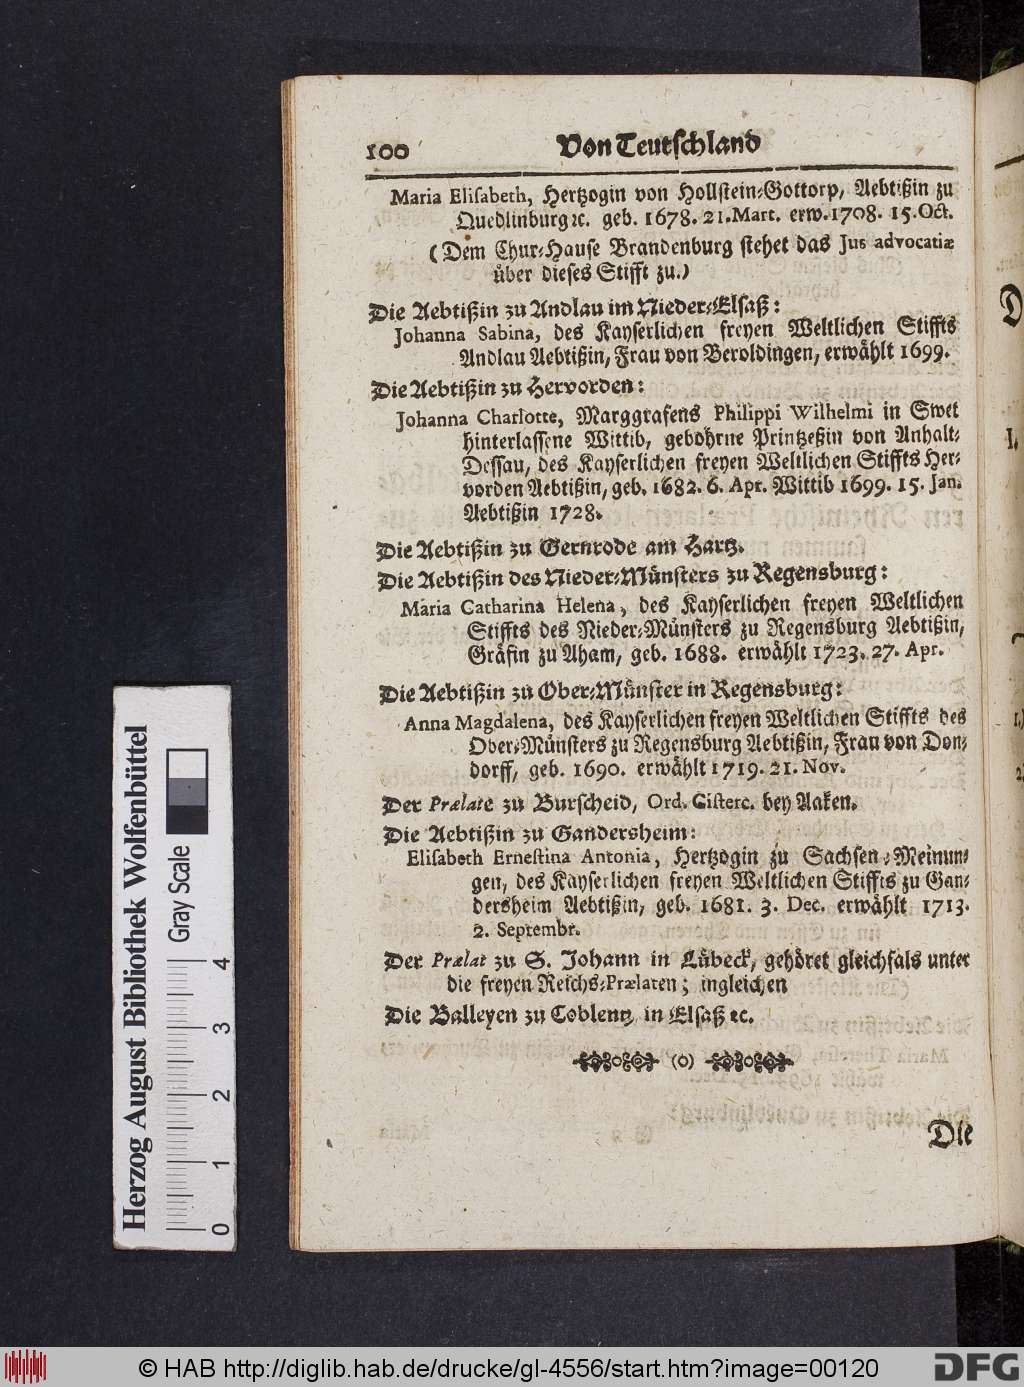 100 Von Teutschland
Maria Elisabeth, Hertzogin von Hollstein-Gottorp, Aebtißin zu
Quedlinburg ꝛc. geb. 1678. 21. Mart. erw. 1708. 15. Oct.
(Dem Chur-Hause Brandenburg stehet das Jus advocatiæ
über dieses Stifft zu.)
Die Aebtißin zu Andlau im Nieder-Elsaß:
Johanna Sabina, des Kayserlichen freyen Weltlichen Stiffts
Andlau Aebtißin, Frau von Beroldingen, erwählt 1699.
Die Aebtißin zu Hervorden:
Johanna Charlotte, Marggrafens Philippi Wilhelmi in Swet
hinterlassene Wittib, gebohrne Printzeßin von Anhalt-
Dessau, des Kayserlichen freyen Weltlichen Stiffts Her-
vorden Aebtißin, geb. 1682. 6. Apr. Wittib 1699. 15. Jan.
Aebtißin 1728.
Die Aebtißin zu Gernrode am Hartz.
Die Aebtißin des Nieder-Münsters zu Regensburg:
Maria Catharina Helena, des Kayserlichen freyen Weltlichen
Stiffts des Nieder-Münsters zu Regensburg Aebtißin,
Gräfin zu Aham, geb. 1688. erwählt 1723. 27. Apr.
Die Aebtißin zu Ober-Münster in Regensburg:
Anna Magdalena, des Kayserlichen freyen Weltlichen Stiffts des
Ober-Münsters zu Regensburg Aebtißin, Frau von Don-
dorff, geb. 1690. erwählt 1719. 21. Nov.
Der Prælate zu Burscheid, Ord. Cisterc. bey Aaken.
Die Aebtißin zu Gandersheim:
Elisabeth Ernestina Antonia, Hertzogin zu Sachsen-Meinun-
gen, des Kayserlichen freyen Weltlichen Stiffts zu Gan-
dersheim Aebtißin, geb. 1681. 3. Dec. erwählt 1713.
2. Septembr.
Der Prælat zu S. Johann in Lübeck, gehöret gleichfals unter
die freyen Reichs-Prælaten; ingleichen
Die Balleyen zu Coblentz, in Elsaß ꝛc.
(0)
Die
Herzog August Bibliothek Wolfenbüttel
Gray Scale
0 1 2 3 4
© HAB http://diglib.hab.de/drucke/gl-4556/start.htm?image=00120
DFG